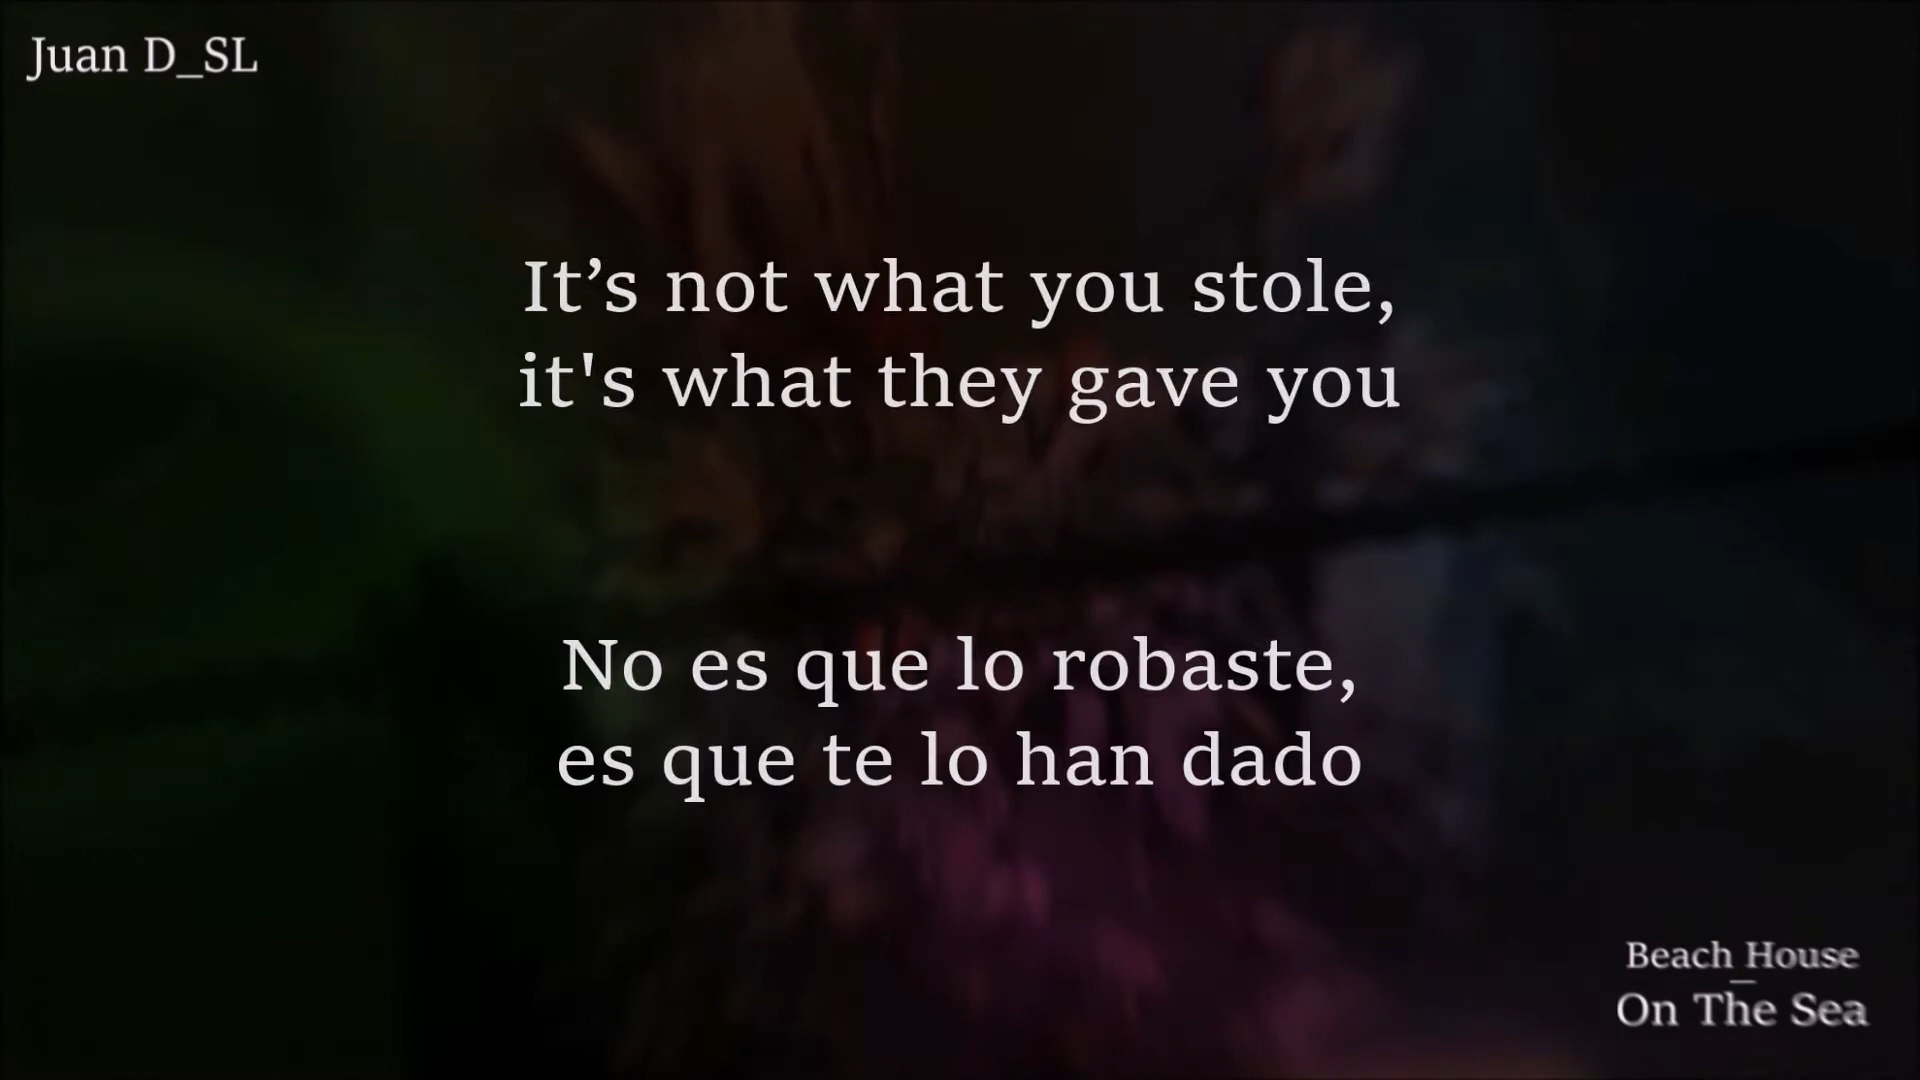 Juan D_SL
It’s not what you stole,
it's what they gave you
No es que lo robaste,
es que te lo han dado
Beach House
–
On The Sea